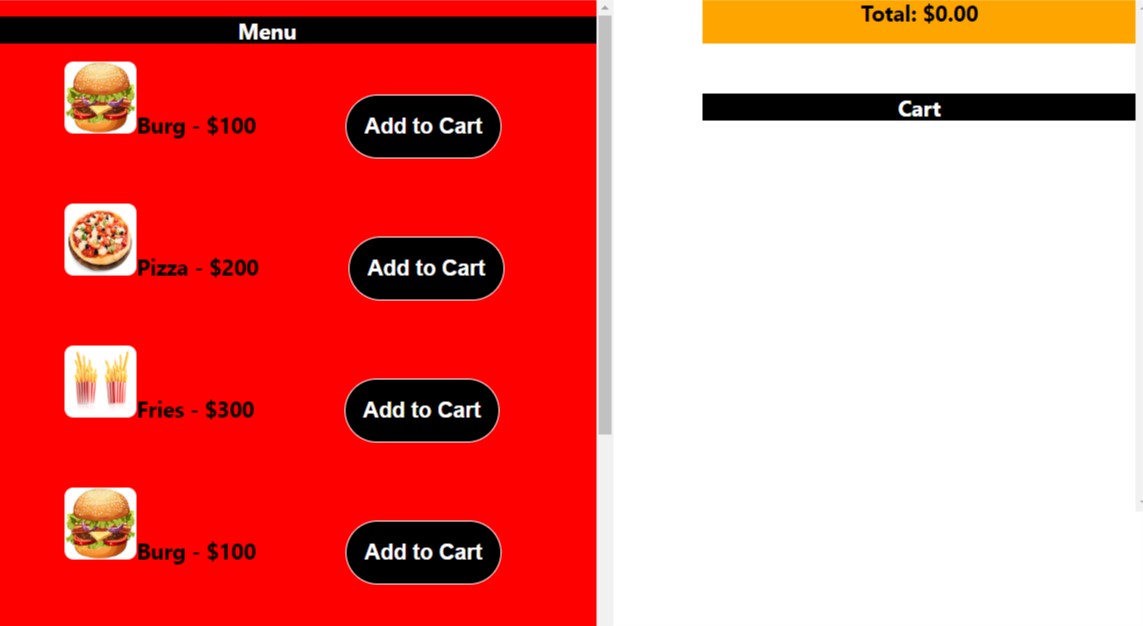 Menu
Burg - $100
Add to Cart
Pizza - $200
Add to Cart
Fries - $300
Add to Cart
Burg - $100
Add to Cart
Total: $0.00
Cart